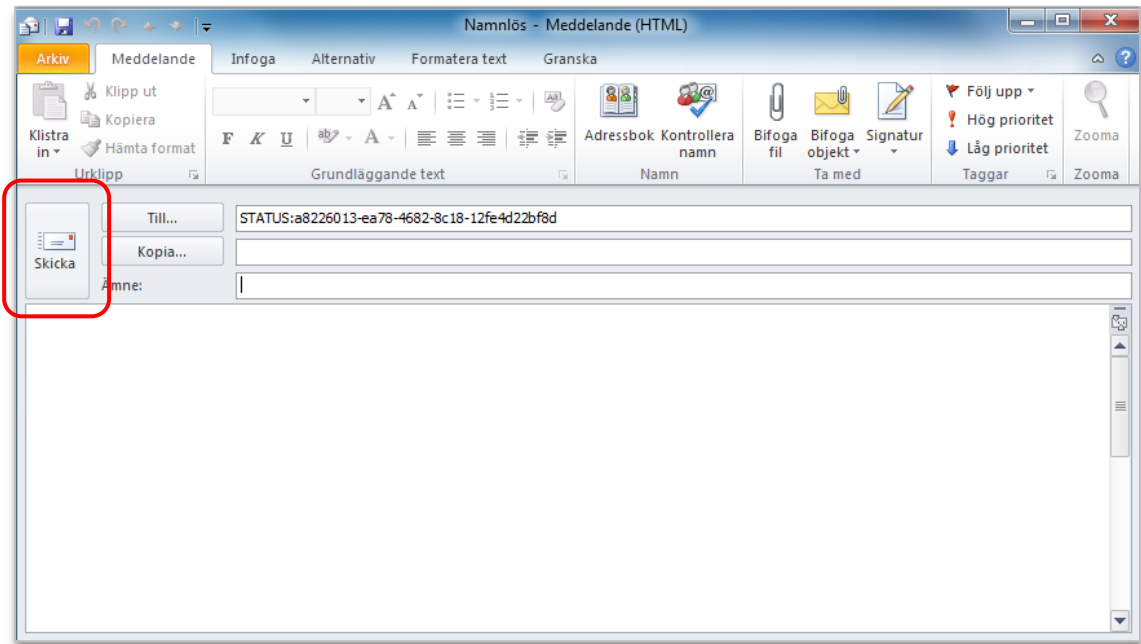 Namnlös - Meddelande (HTML)
Arkiv Meddelande Infoga Alternativ Formatera text Granska
Klistra in
Klipp ut
Kopiera
Hämta format
Urklipp
F K U
Grundläggande text
Adressbok
Kontrollera namn
Namn
Bifoga fil
Bifoga objekt
Signatur
Ta med
Följ upp
Hög prioritet
Låg prioritet
Taggar
Zooma
Zooma
Skicka
Till... STATUS:a8226013-ea78-4682-8c18-12fe4d22bf8d
Kopia...
Ämne: